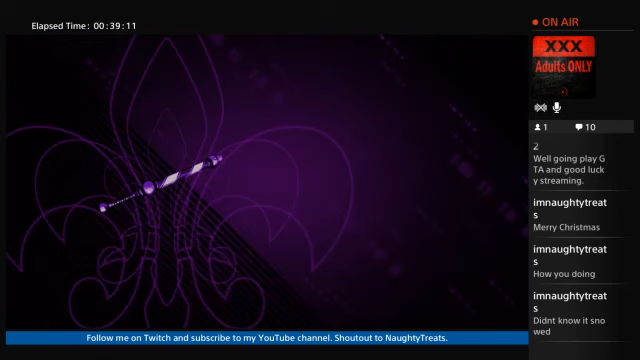 Elapsed Time: 00:39:11
ON AIR
XXX
Adults ONLY
1
10
2
Well going play G
TA and good luck
y streaming.
imnaughtytreat
s
Merry Christmas
imnaughtytreat
s
How you doing
imnaughtytreat
s
Didnt know it sno
wed
Follow me on Twitch and subscribe to my YouTube channel. Shoutout to NaughtyTreats.